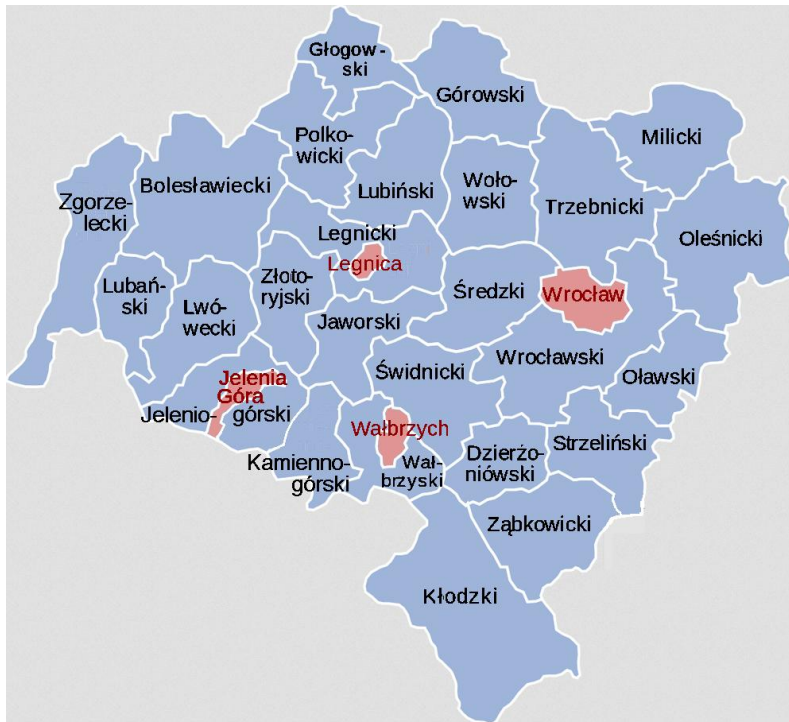 Głogow-
ski
Górowski
Milicki
Polko-
wicki
Lubiński
Woło-
wski
Trzebnicki
Bolesławiecki
Zgorze-
lecki
Oleśnicki
Legnicki
Legnica
Złoto-
ryjski
Lubań-
ski
Lwó-
wecki
Średzki
Wrocław
Jaworski
Wrocławski
Świdnicki
Oławski
Jelenia
Góra
Jelenio-
górski
Wałbrzych
Strzeliński
Dzierżo-
niówski
Kamienno-
górski
Wał-
brzyski
Ząbkowicki
Kłodzki